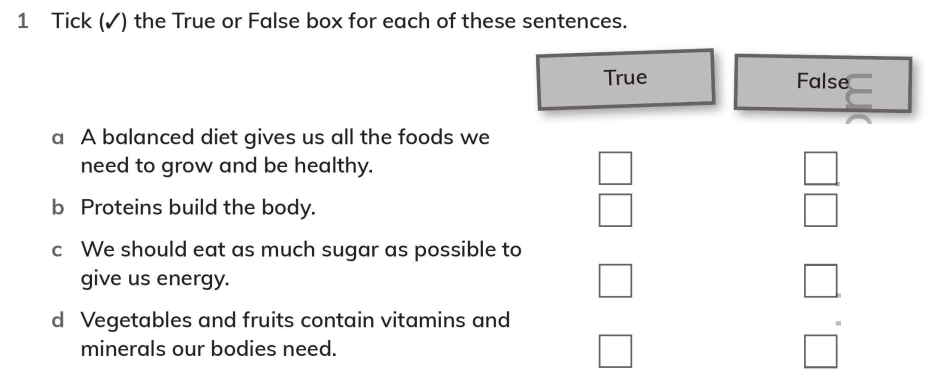 1 Tick (✓) the True or False box for each of these sentences.
True False
a A balanced diet gives us all the foods we
need to grow and be healthy.
b Proteins build the body.
c We should eat as much sugar as possible to
give us energy.
d Vegetables and fruits contain vitamins and
minerals our bodies need.